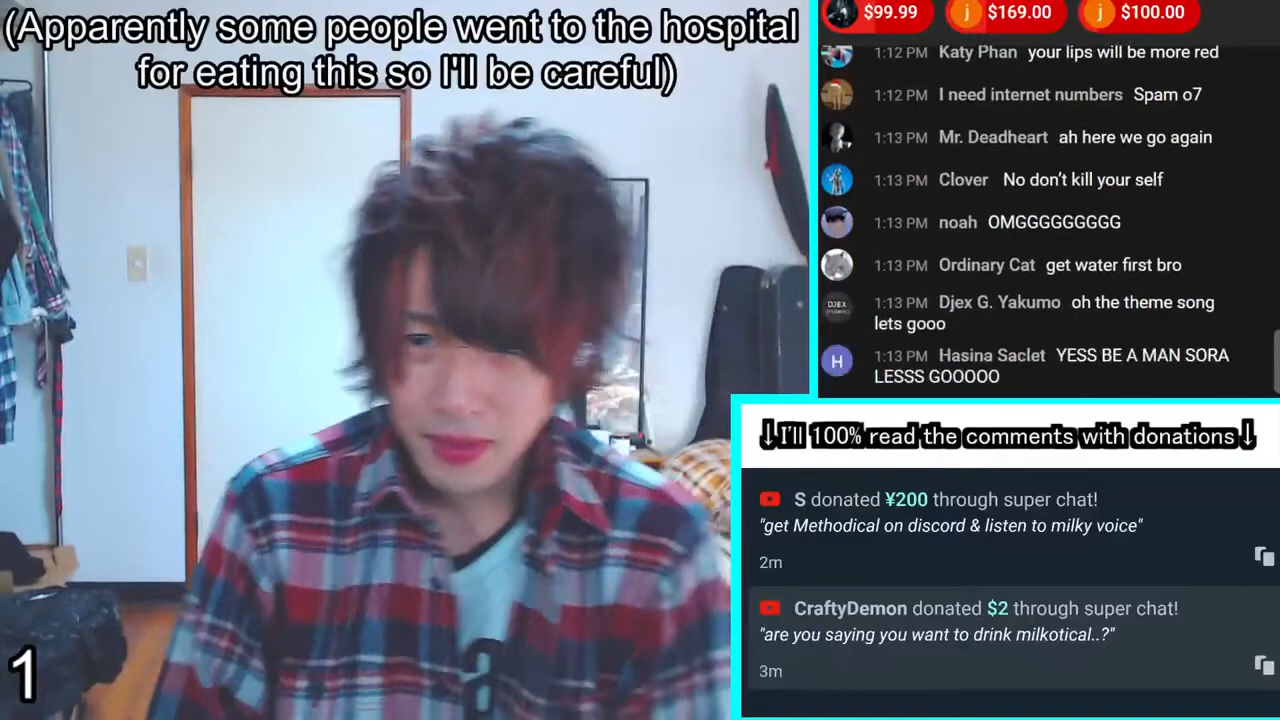 (Apparently some people went to the hospital
for eating this so I'll be careful)
1
$99.99
j $169.00
j $100.00
1:12 PM Katy Phan your lips will be more red
1:12 PM I need internet numbers Spam o7
1:13 PM Mr. Deadheart ah here we go again
1:13 PM Clover No don't kill your self
1:13 PM noah OMGGGGGGGGG
1:13 PM Ordinary Cat get water first bro
DJEX
1:13 PM Djex G. Yakumo oh the theme song
lets gooo
H 1:13 PM Hasina Saclet YESS BE A MAN SORA
LESSS GOOOOO
↓I'll 100% read the comments with donations↓
S donated ¥200 through super chat!
"get Methodical on discord & listen to milky voice"
2m
CraftyDemon donated $2 through super chat!
"are you saying you want to drink milkotical..?"
3m